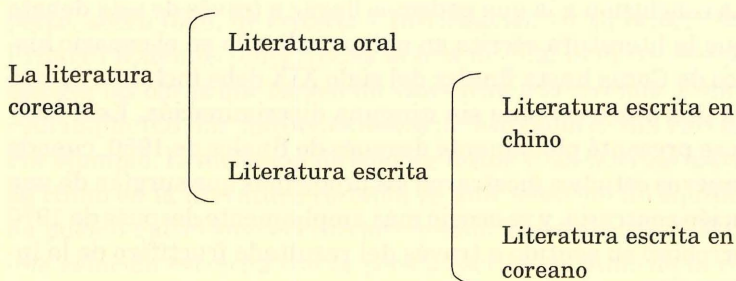 Literatura oral
La literatura
coreana
Literatura escrita en
chino
Literatura escrita
Literatura escrita en
coreano